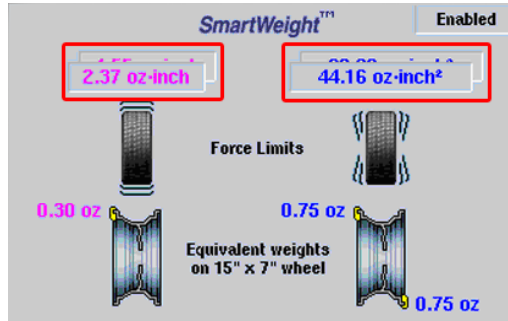 SmartWeight™
Enabled
2.37 oz·inch
44.16 oz·inch²
Force Limits
0.30 oz
0.75 oz
Equivalent weights
on 15" x 7" wheel
0.75 oz